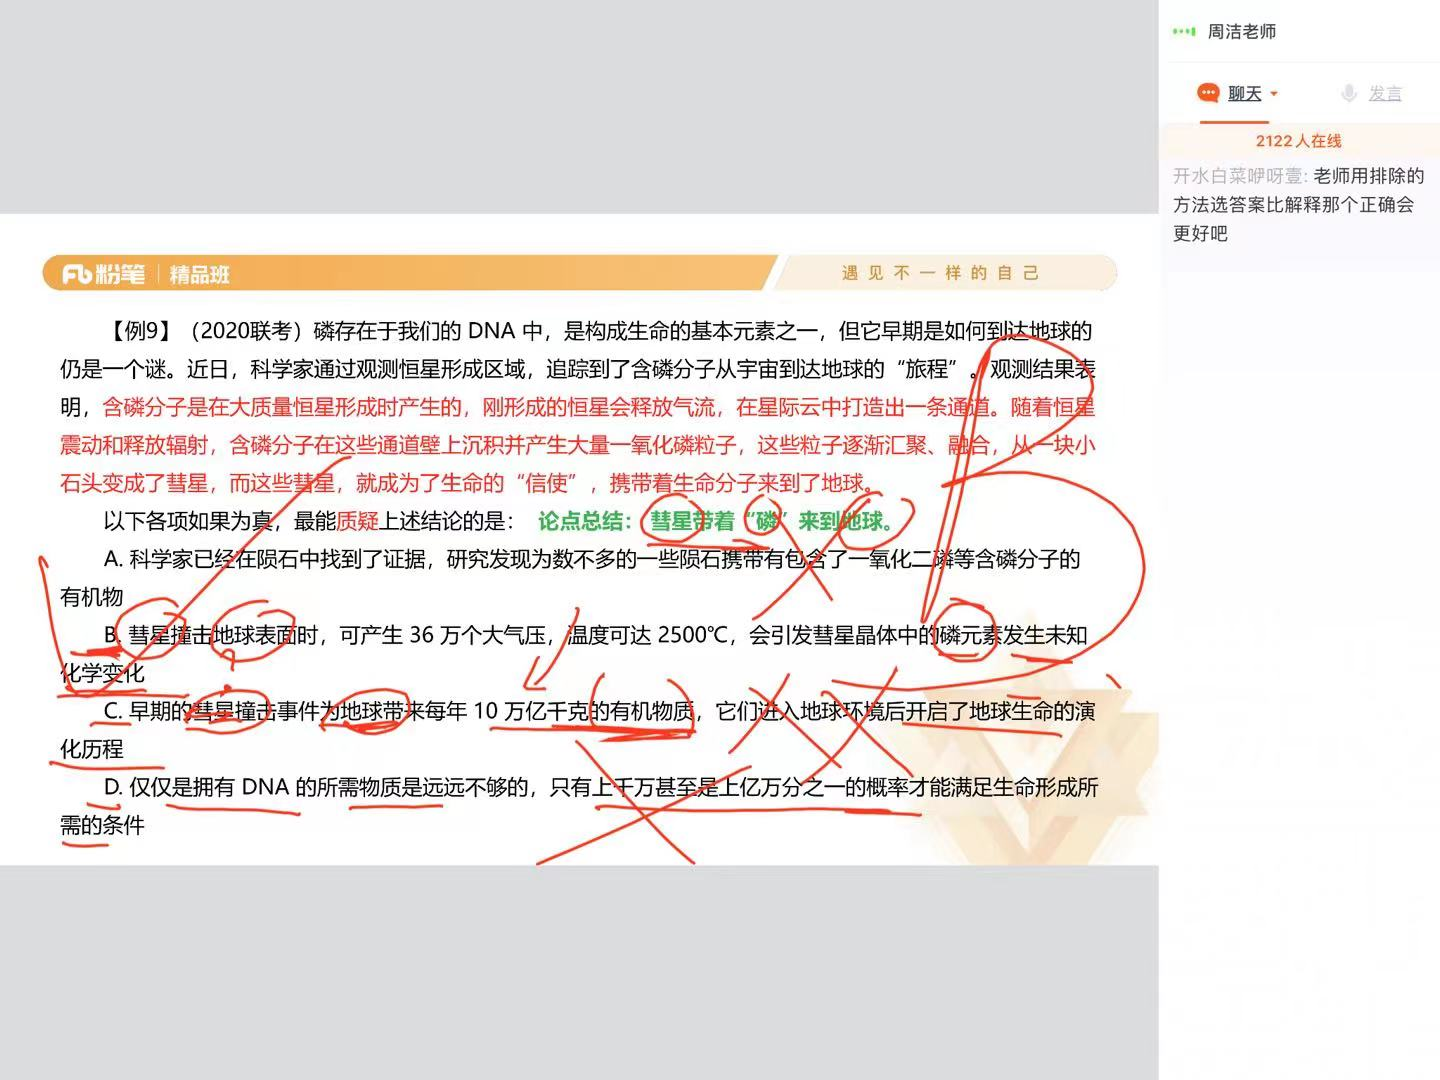 周洁老师
聊天
发言
2122人在线
开水白菜咿呀壹: 老师用排除的
方法选答案比解释那个正确会
更好吧
粉笔 精品班
遇见不一样的自己
【例9】（2020联考）磷存在于我们的 DNA 中，是构成生命的基本元素之一，但它早期是如何到达地球的
仍是一个谜。近日，科学家通过观测恒星形成区域，追踪到了含磷分子从宇宙到达地球的“旅程”。观测结果表
明，含磷分子是在大质量恒星形成时产生的，刚形成的恒星会释放气流，在星际云中打造出一条通道。随着恒星
震动和释放辐射，含磷分子在这些通道壁上沉积并产生大量一氧化磷粒子，这些粒子逐渐汇聚、融合，从一块小
石头变成了彗星，而这些彗星，就成为了生命的“信使”，携带着生命分子来到了地球。
以下各项如果为真，最能质疑上述结论的是： 论点总结：彗星带着“磷”来到地球。
A. 科学家已经在陨石中找到了证据，研究发现为数不多的一些陨石携带有包含了一氧化二磷等含磷分子的
有机物
B. 彗星撞击地球表面时，可产生 36 万个大气压，温度可达 2500℃，会引发彗星晶体中的磷元素发生未知
化学变化
C. 早期的彗星撞击事件为地球带来每年 10 万亿千克的有机物质，它们进入地球环境后开启了地球生命的演
化历程
D. 仅仅是拥有 DNA 的所需物质是远远不够的，只有上千万甚至是上亿万分之一的概率才能满足生命形成所
需的条件
B